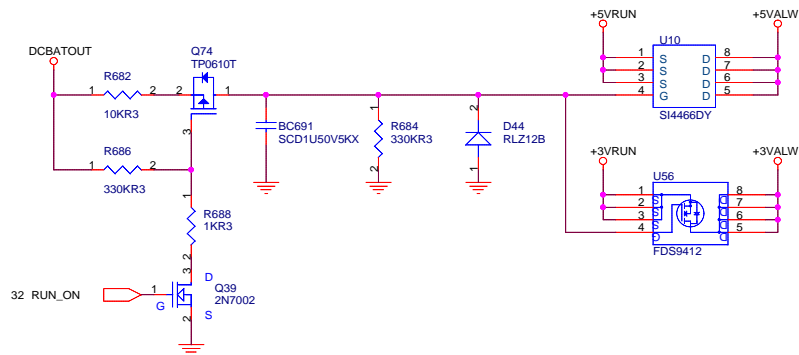 +5VRUN +5VALW
DCBATOUT Q74 TP0610T U10
R682 1 2 10KR3
2 1 3
1 S D 8
2 S D 7
3 S D 6
4 G D 5
SI4466DY
BC691
SCD1U50V5KX
1 R684 330KR3 2
2 D44 RLZ12B 1
R686 1 2 330KR3
+3VRUN +3VALW
U56
1 S D 8
2 S D 7
3 S D 6
4 G D 5
FDS9412
1 R688 1KR3 2
32 RUN_ON 1 G
3 D Q39 2N7002
2 S